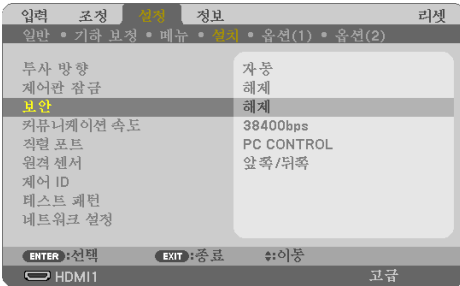 입력 조정 설정 정보 리셋
일반 • 기하 보정 • 메뉴 • 설치 • 옵션(1) • 옵션(2)
투사 방향 자동
제어판 잠금 해제
보안 해제
커뮤니케이션 속도 38400bps
직렬 포트 PC CONTROL
원격 센서 앞쪽/뒤쪽
제어 ID
테스트 패턴
네트워크 설정
ENTER :선택 EXIT :종료 :이동
HDMI1 고급